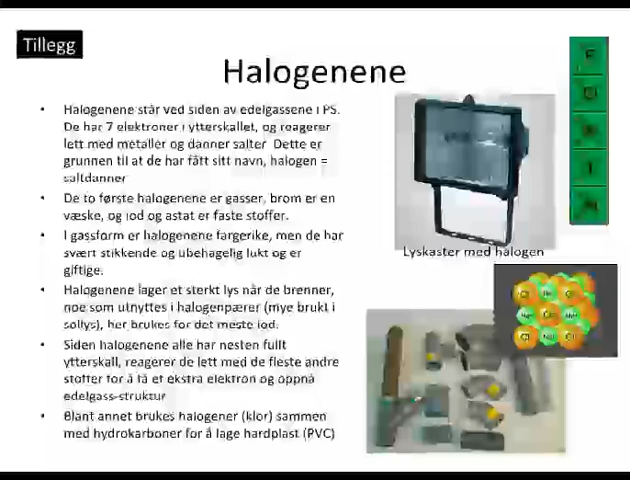 Tillegg
Halogenene
• Halogenene står ved siden av edelgassene i PS.
De har 7 elektroner i ytterskallet, og reagerer
lett med metaller og danner salter. Dette er
grunnen til at de har fått sitt navn, halogen =
saltdanner
• De to første halogenene er gasser, brom er en
væske, og iod og astat er faste stoffer.
• I gassform er halogenene fargerike, men de har
svært stikkende og ubehagelig lukt og er
giftige.
• Halogenene lager et sterkt lys når de brenner,
noe som utnyttes i halogenpærer (mye brukt i
sollys), her brukes for det meste iod.
• Siden halogenene alle har nesten fullt
ytterskall, reagerer de lett med de fleste andre
stoffer for å få et ekstra elektron og oppnå
edelgass-struktur
• Blant annet brukes halogener (klor) sammen
med hydrokarboner for å lage hardplast (PVC)
F
I
Lyskaster med halogen